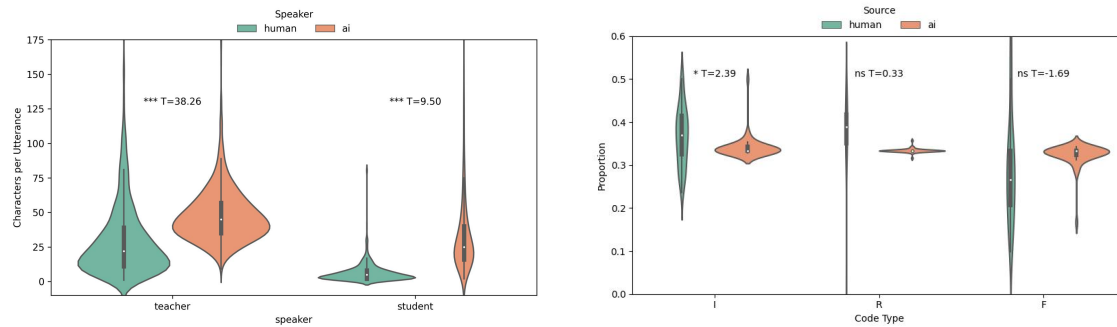 Speaker
human ai
175
150
125
100
75
50
25
0
Characters per Utterance
*** T=38.26
*** T=9.50
teacher student
speaker
Source
human ai
0.6
0.5
0.4
0.3
0.2
0.1
0.0
Proportion
* T=2.39
ns T=0.33
ns T=-1.69
I R F
Code Type